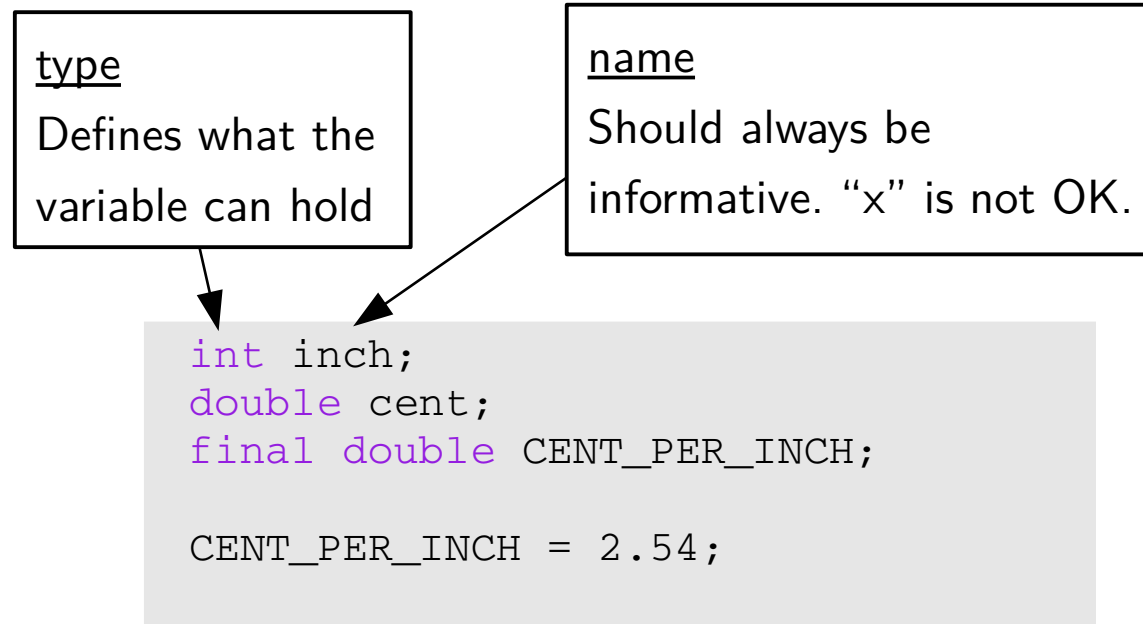 type
Defines what the
variable can hold
name
Should always be
informative. “x” is not OK.
int inch;
double cent;
final double CENT_PER_INCH;
CENT_PER_INCH = 2.54;